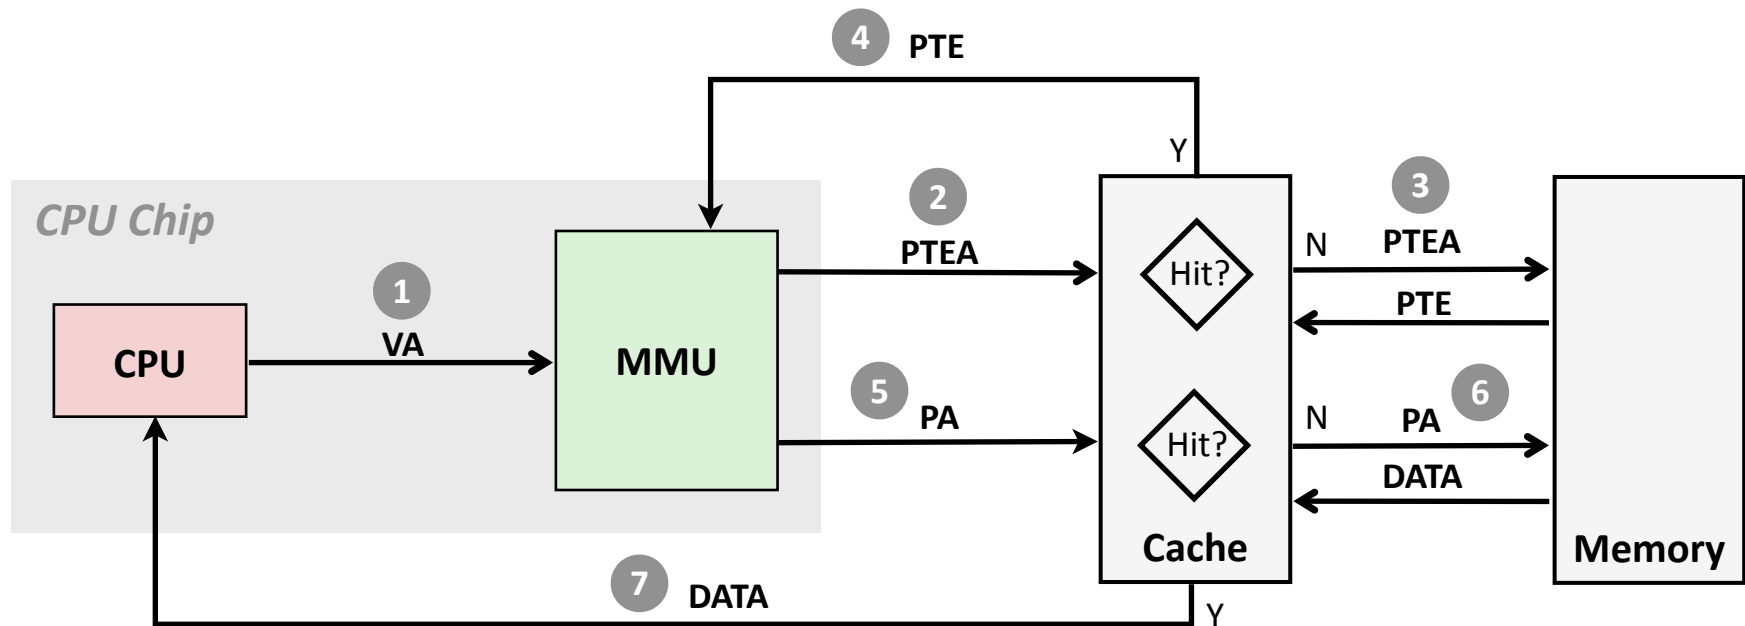 4 PTE
Y
CPU Chip
2
PTEA
3
N PTEA
Hit?
PTE
1
VA
CPU
MMU
5 PA
6
N PA
Hit?
DATA
Cache
Memory
7 DATA
Y